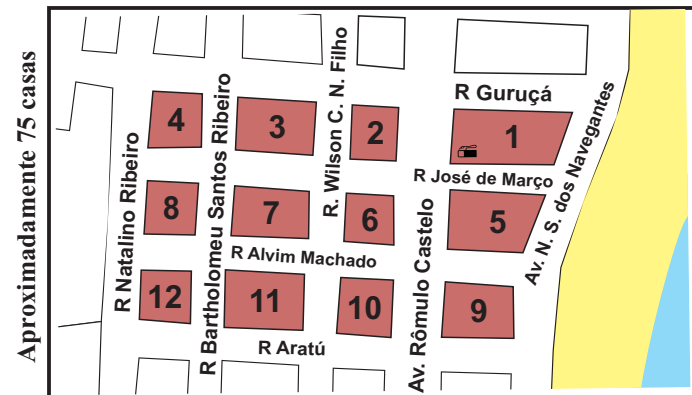 Aproximadamente 75 casas
R Natalino Ribeiro
R Bartholomeu Santos Ribeiro
R. Wilson C. N. Filho
Av. Rômulo Castelo
Av. N. S. dos Navegantes
R Guruçá
4
3
2
1
R José de Março
8
7
6
5
R Alvim Machado
12
11
10
9
R Aratú